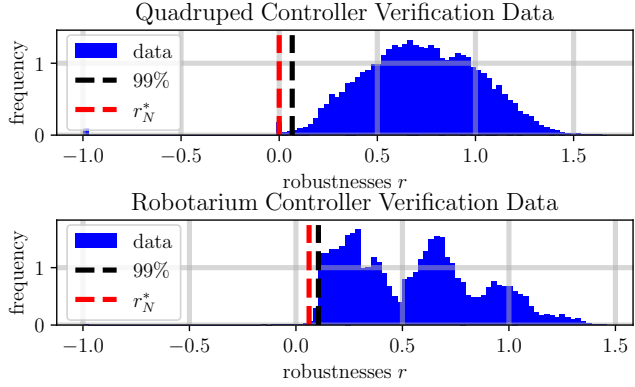 Quadruped Controller Verification Data
frequency
1
0
data
99%
r*_N
−1.0 −0.5 0.0 0.5 1.0 1.5
robustnesses r
Robotarium Controller Verification Data
frequency
1
0
data
99%
r*_N
−1.0 −0.5 0.0 0.5 1.0 1.5
robustnesses r